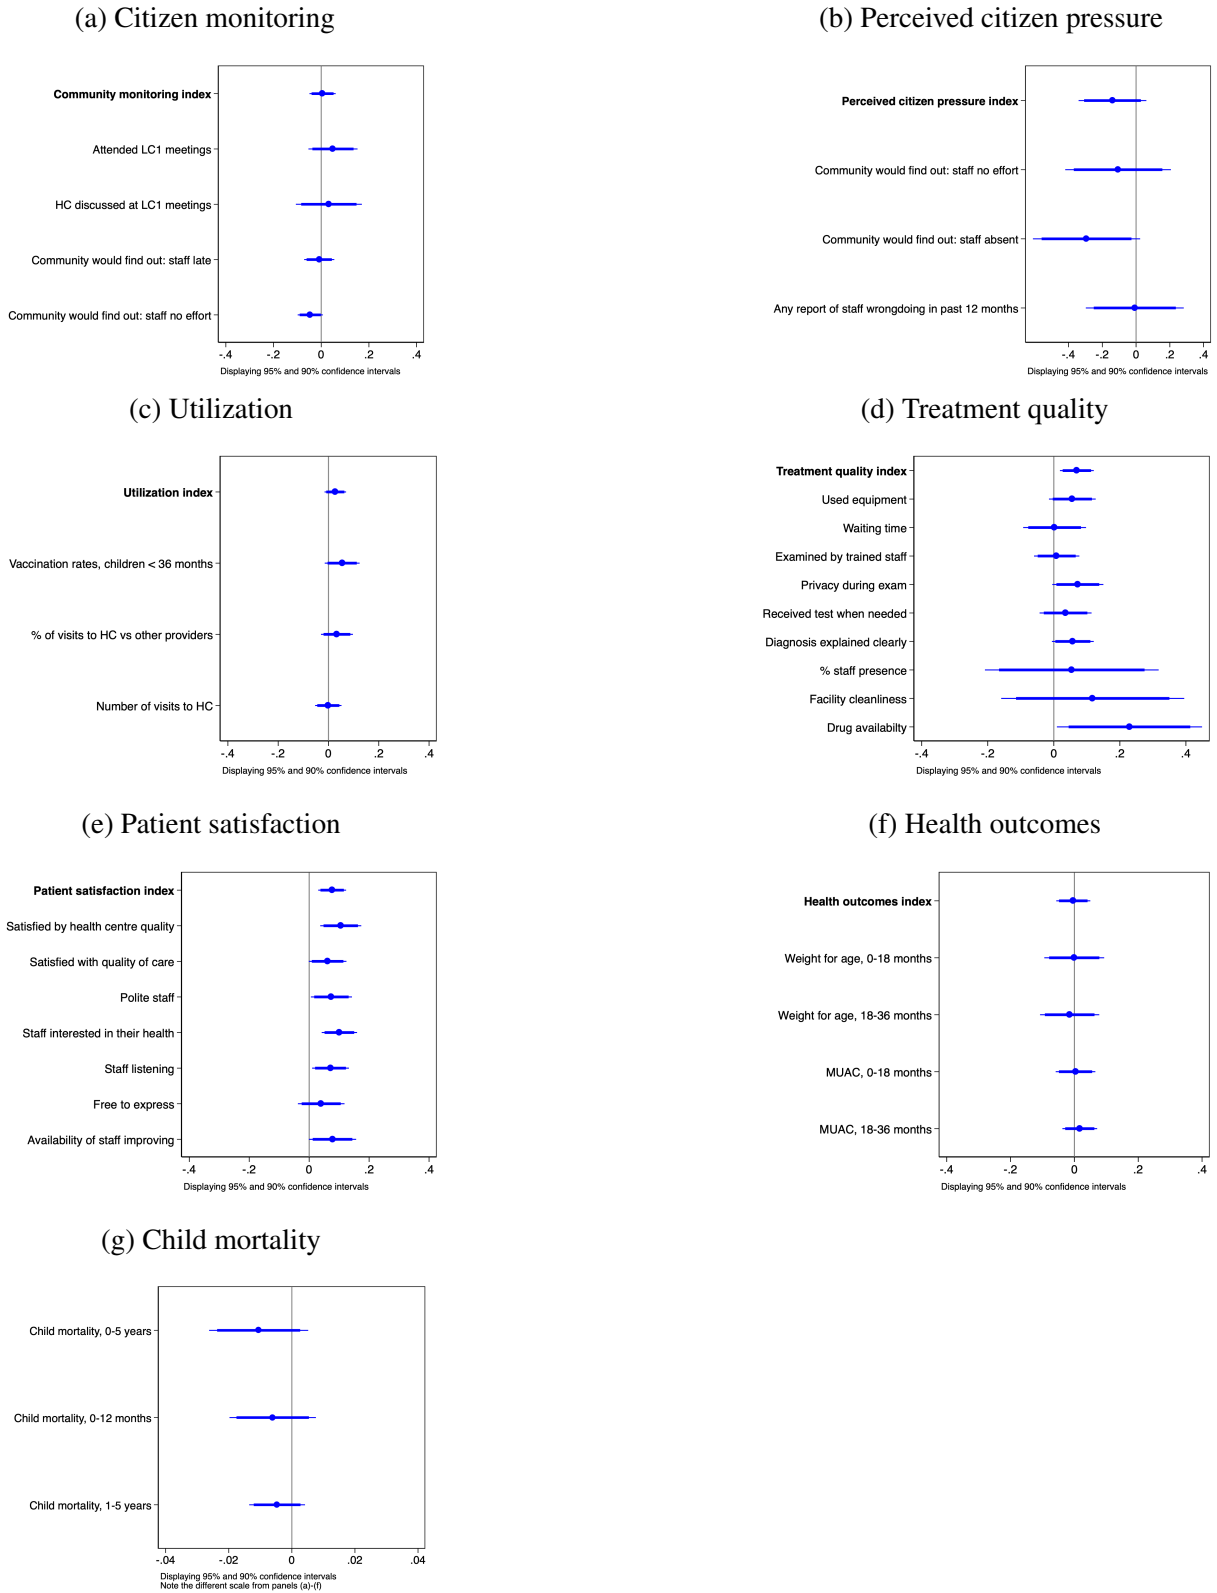 (a) Citizen monitoring
Community monitoring index
Attended LC1 meetings
HC discussed at LC1 meetings
Community would find out: staff late
Community would find out: staff no effort
-.4 -.2 0 .2 .4
Displaying 95% and 90% confidence intervals
(b) Perceived citizen pressure
Perceived citizen pressure index
Community would find out: staff no effort
Community would find out: staff absent
Any report of staff wrongdoing in past 12 months
-.4 -.2 0 .2 .4
Displaying 95% and 90% confidence intervals
(c) Utilization
Utilization index
Vaccination rates, children < 36 months
% of visits to HC vs other providers
Number of visits to HC
-.4 -.2 0 .2 .4
Displaying 95% and 90% confidence intervals
(d) Treatment quality
Treatment quality index
Used equipment
Waiting time
Examined by trained staff
Privacy during exam
Received test when needed
Diagnosis explained clearly
% staff presence
Facility cleanliness
Drug availabilty
-.4 -.2 0 .2 .4
Displaying 95% and 90% confidence intervals
(e) Patient satisfaction
Patient satisfaction index
Satisfied by health centre quality
Satisfied with quality of care
Polite staff
Staff interested in their health
Staff listening
Free to express
Availability of staff improving
-.4 -.2 0 .2 .4
Displaying 95% and 90% confidence intervals
(f) Health outcomes
Health outcomes index
Weight for age, 0-18 months
Weight for age, 18-36 months
MUAC, 0-18 months
MUAC, 18-36 months
-.4 -.2 0 .2 .4
Displaying 95% and 90% confidence intervals
(g) Child mortality
Child mortality, 0-5 years
Child mortality, 0-12 months
Child mortality, 1-5 years
-.04 -.02 0 .02 .04
Displaying 95% and 90% confidence intervals
Note the different scale from panels (a)-(f)